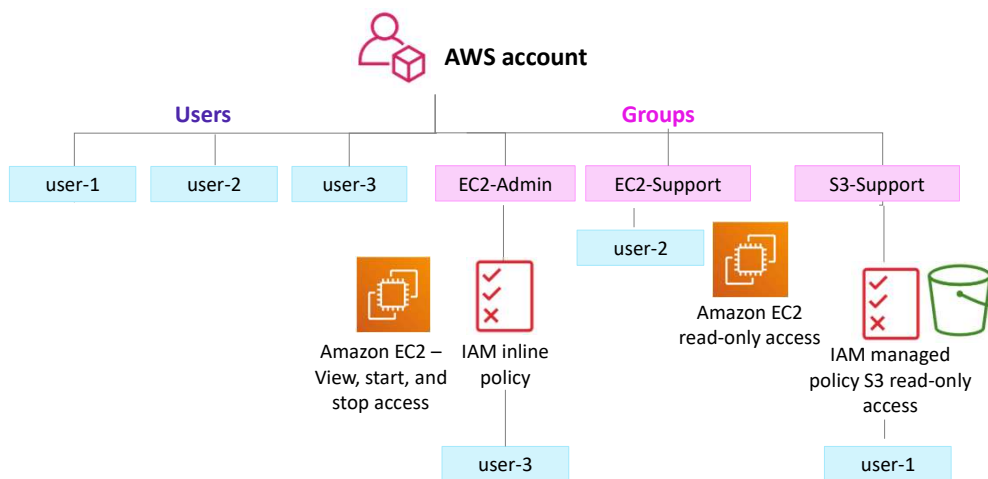 AWS account
Users
Groups
user-1
user-2
user-3
EC2-Admin
EC2-Support
S3-Support
user-2
Amazon EC2 –
View, start, and
stop access
IAM inline
policy
Amazon EC2
read-only access
IAM managed
policy S3 read-only
access
user-3
user-1